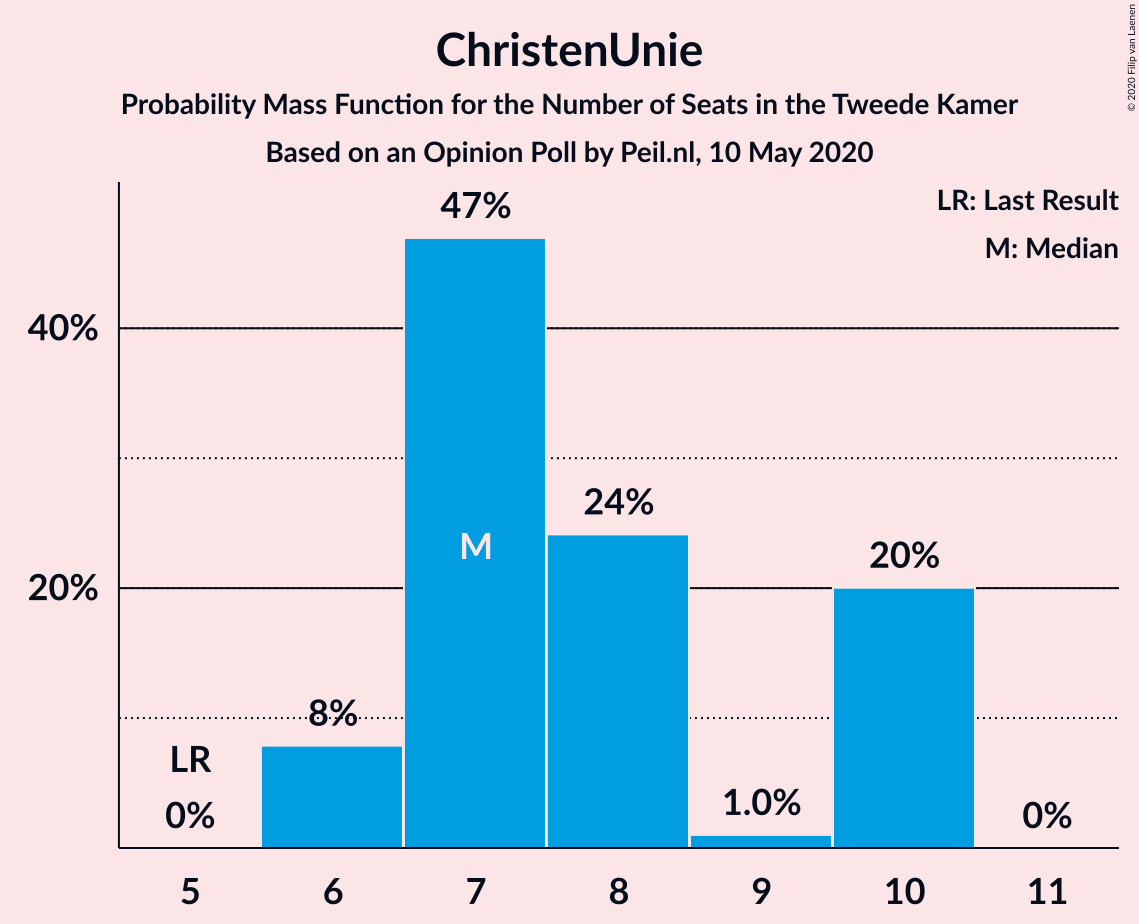 ChristenUnie
Probability Mass Function for the Number of Seats in the Tweede Kamer
Based on an Opinion Poll by Peil.nl, 10 May 2020
© 2020 Filip van Laenen
LR: Last Result
M: Median
47%
40%
24%
M
20%
20%
8%
LR
0%
1.0%
0%
5 6 7 8 9 10 11